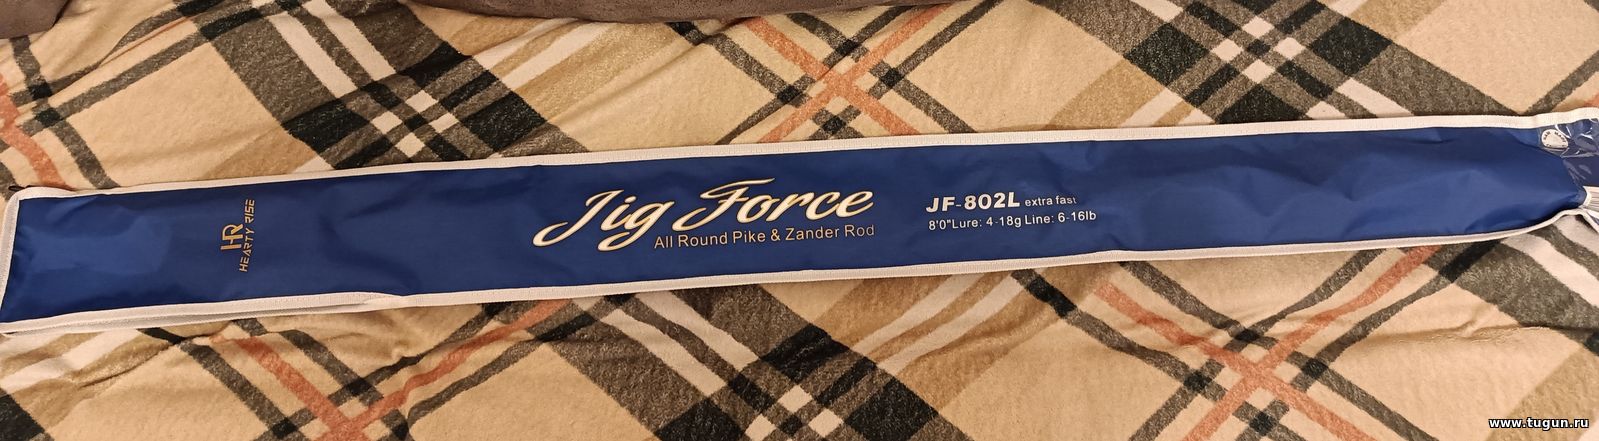 HR
HEARTY RISE
Jig Force
All Round Pike & Zander Rod
JF-802L extra fast
8'0"Lure: 4-18g Line: 6-16lb
www.tugun.ru